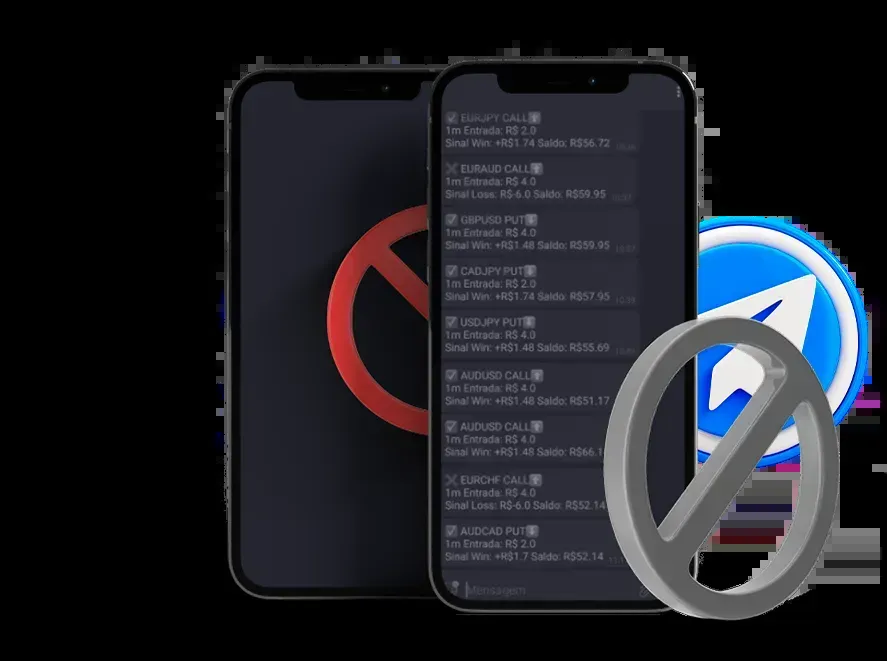 EURJPY CALL
1m Entrada: R$ 2.0
Sinal Win: +R$1.74 Saldo: R$56.72
EURAUD CALL
1m Entrada: R$ 4.0
Sinal Loss: R$-6.0 Saldo: R$59.95
GBPUSD PUT
1m Entrada: R$ 4.0
Sinal Win: +R$1.48 Saldo: R$59.95
CADJPY PUT
1m Entrada: R$ 2.0
Sinal Win: +R$1.74 Saldo: R$57.95
USDJPY PUT
1m Entrada: R$ 4.0
Sinal Win: +R$1.48 Saldo: R$55.69
AUDUSD CALL
1m Entrada: R$ 4.0
Sinal Win: +R$1.48 Saldo: R$51.17
AUDUSD CALL
1m Entrada: R$ 4.0
Sinal Win: +R$1.48 Saldo:
EURCHF CALL
1m Entrada: R$ 4.0
Sinal Loss: R$-6.0 Saldo: R$52.14
AUDCAD PUT
1m Entrada: R$ 2.0
Sinal Win: +R$1.7 Saldo: R$52.14
Mensagem